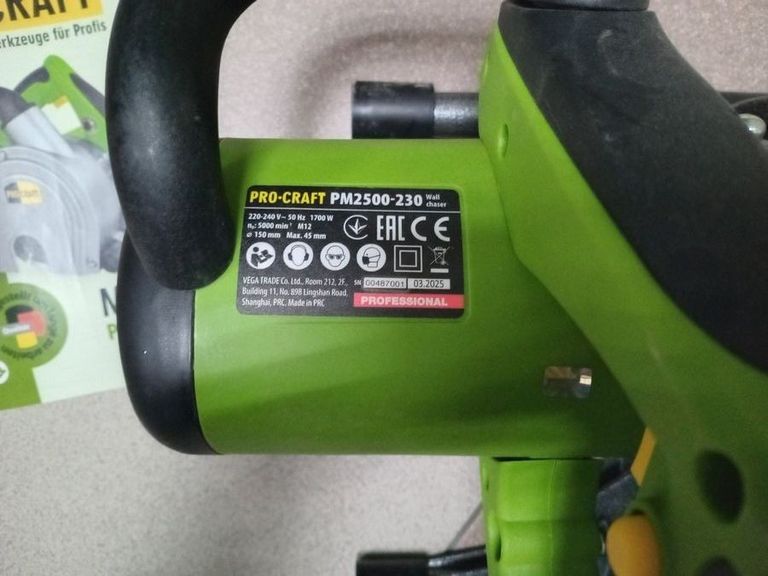 CRAFT
rkzeuge für Profis
PRO-CRAFT PM2500-230 Wall chaser
220-240 V~ 50 Hz 1700 W
n₀: 5000 min⁻¹ M12
ø 150 mm Max. 45 mm
EAC CE
VEGA TRADE Co. Ltd., Room 212, 2F.,
Building 11, No. 89B Lingshan Road,
Shanghai, PRC. Made in PRC
SN 00487001 03.2025
PROFESSIONAL